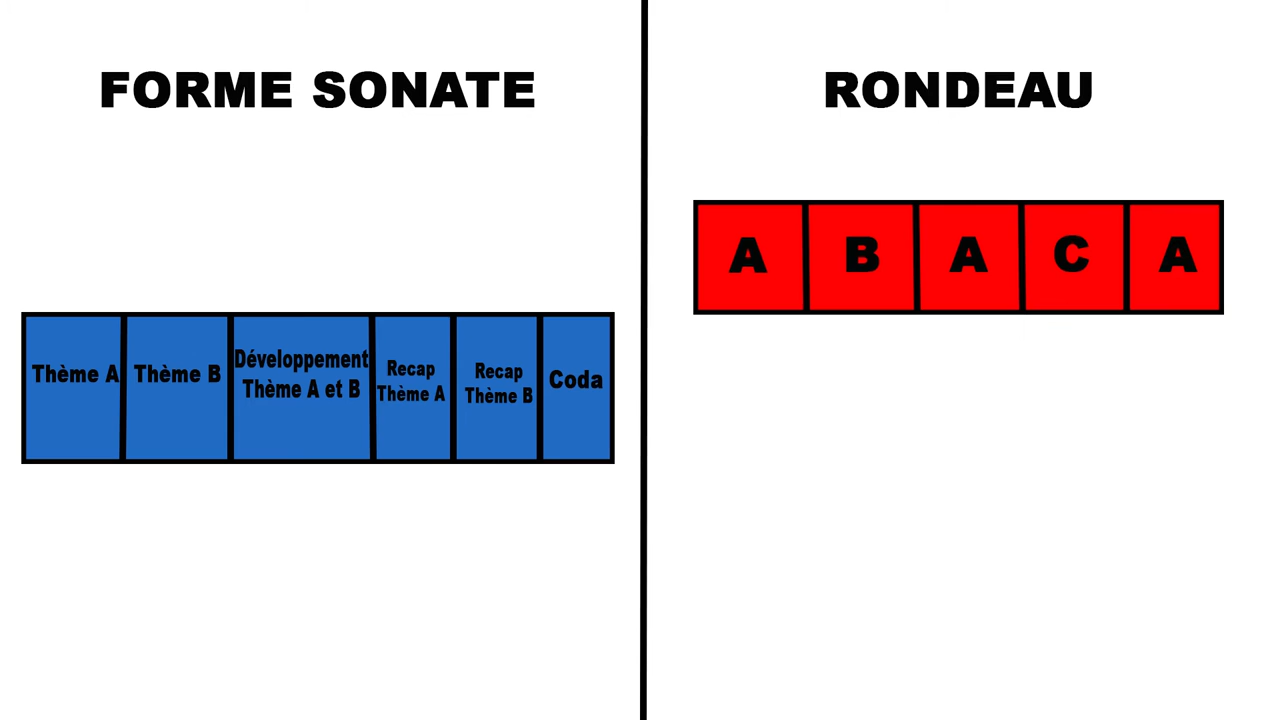 FORME SONATE
Thème A
Thème B
Développement
Thème A et B
Recap
Thème A
Recap
Thème B
Coda
RONDEAU
A
B
A
C
A